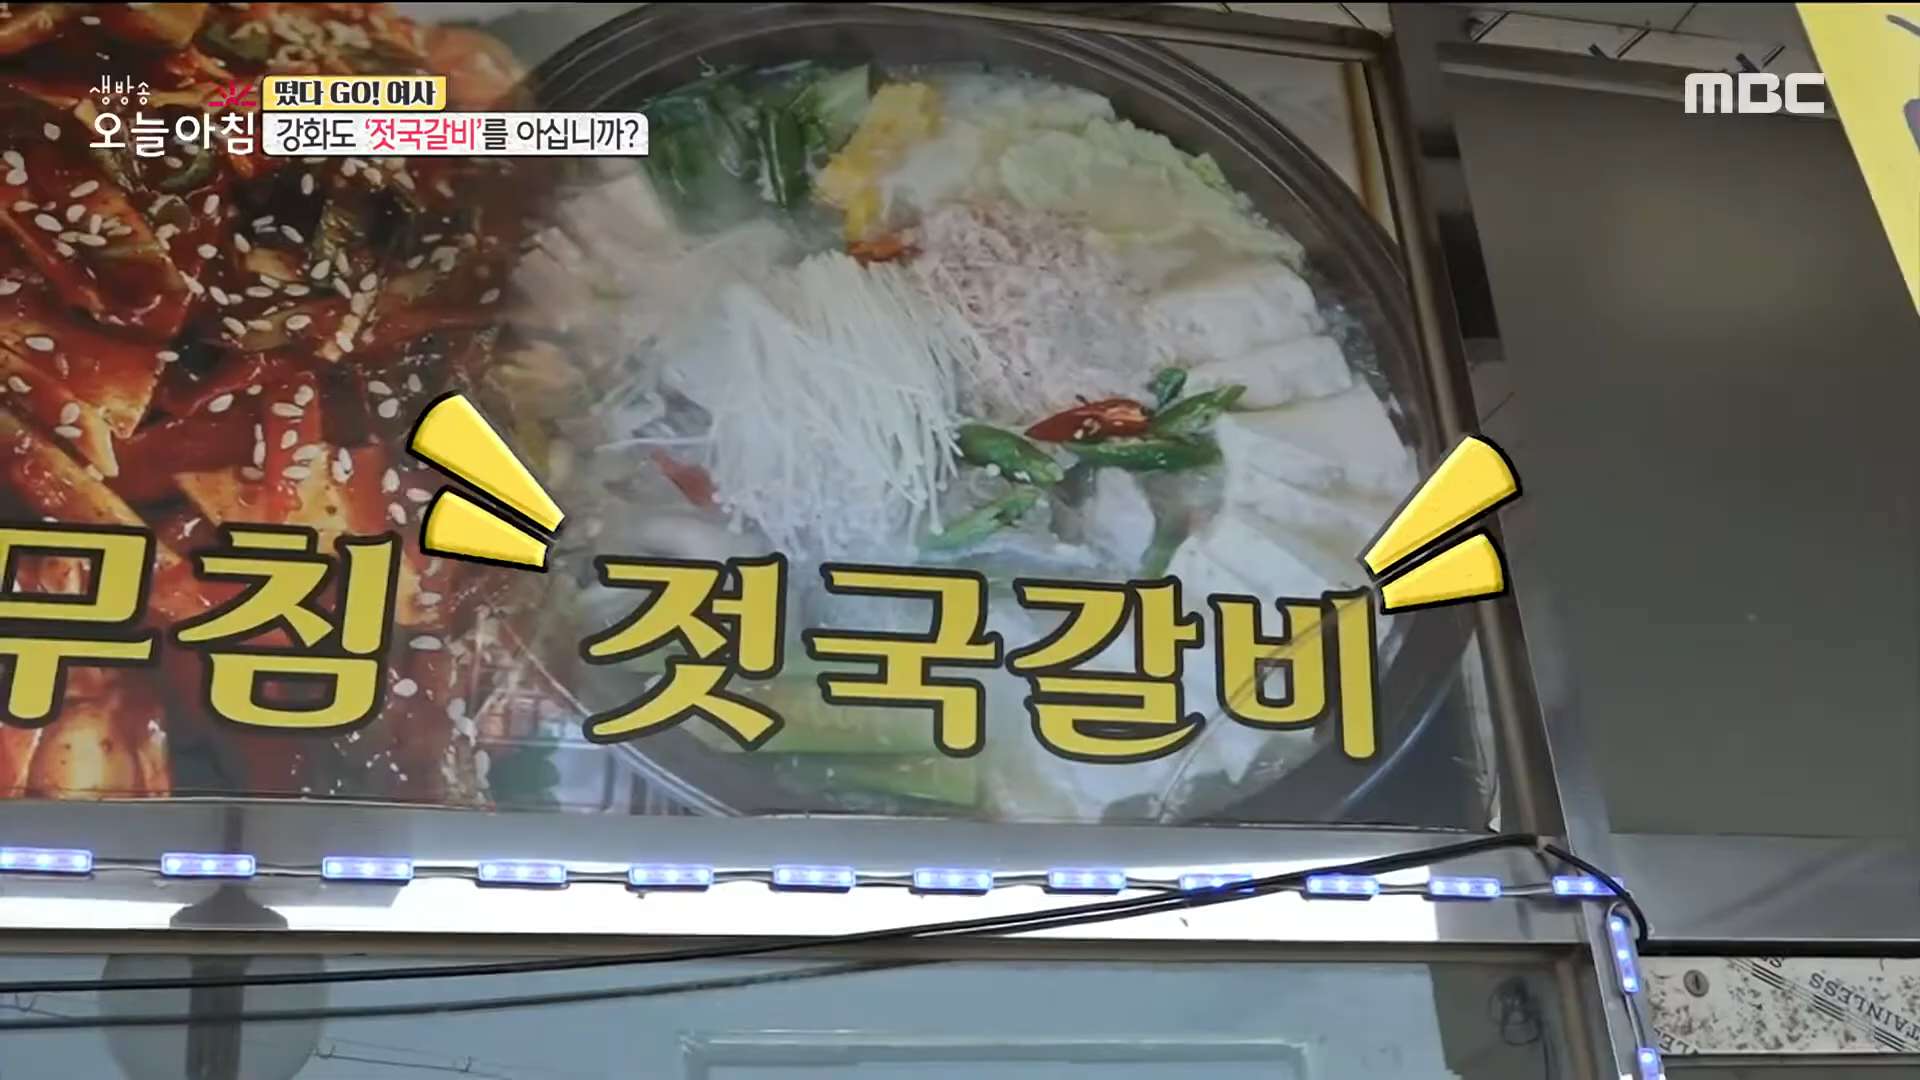 생방송
오늘아침
떴다 GO! 여사
강화도 '젓국갈비'를 아십니까?
MBC
무침
젓국갈비
STAINLESS